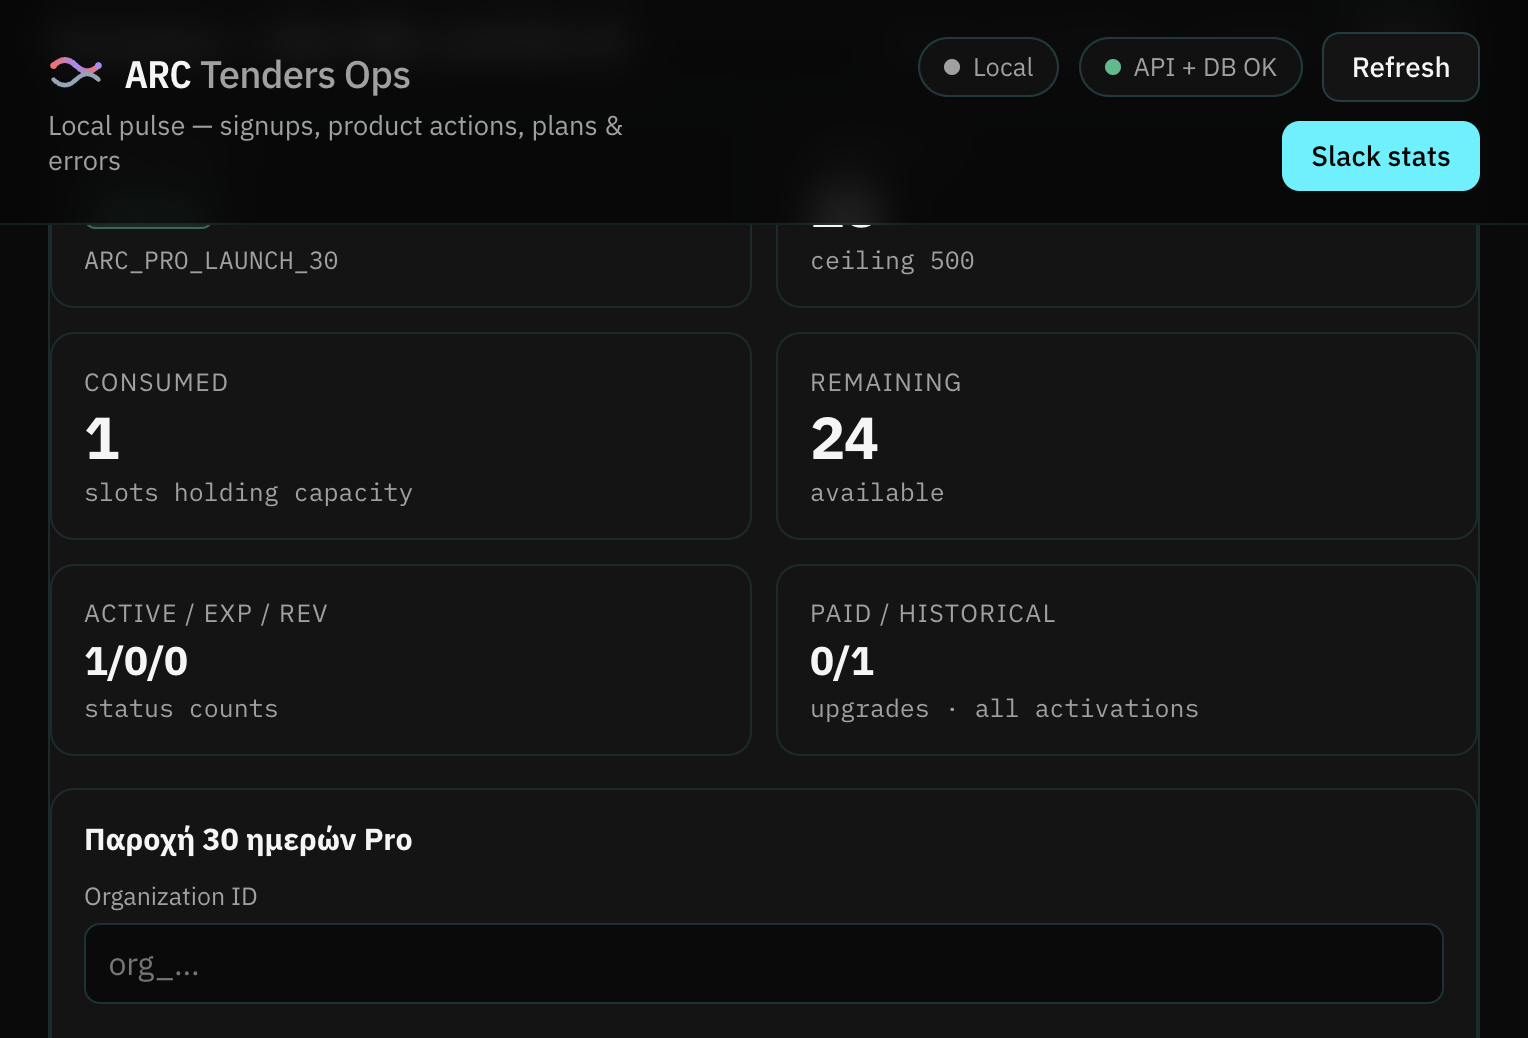 ARC Tenders Ops
Local pulse — signups, product actions, plans &
errors
Local
API + DB OK
Refresh
Slack stats
ARC_PRO_LAUNCH_30
ceiling 500
CONSUMED
1
slots holding capacity
REMAINING
24
available
ACTIVE / EXP / REV
1/0/0
status counts
PAID / HISTORICAL
0/1
upgrades · all activations
Παροχή 30 ημερών Pro
Organization ID
org_...